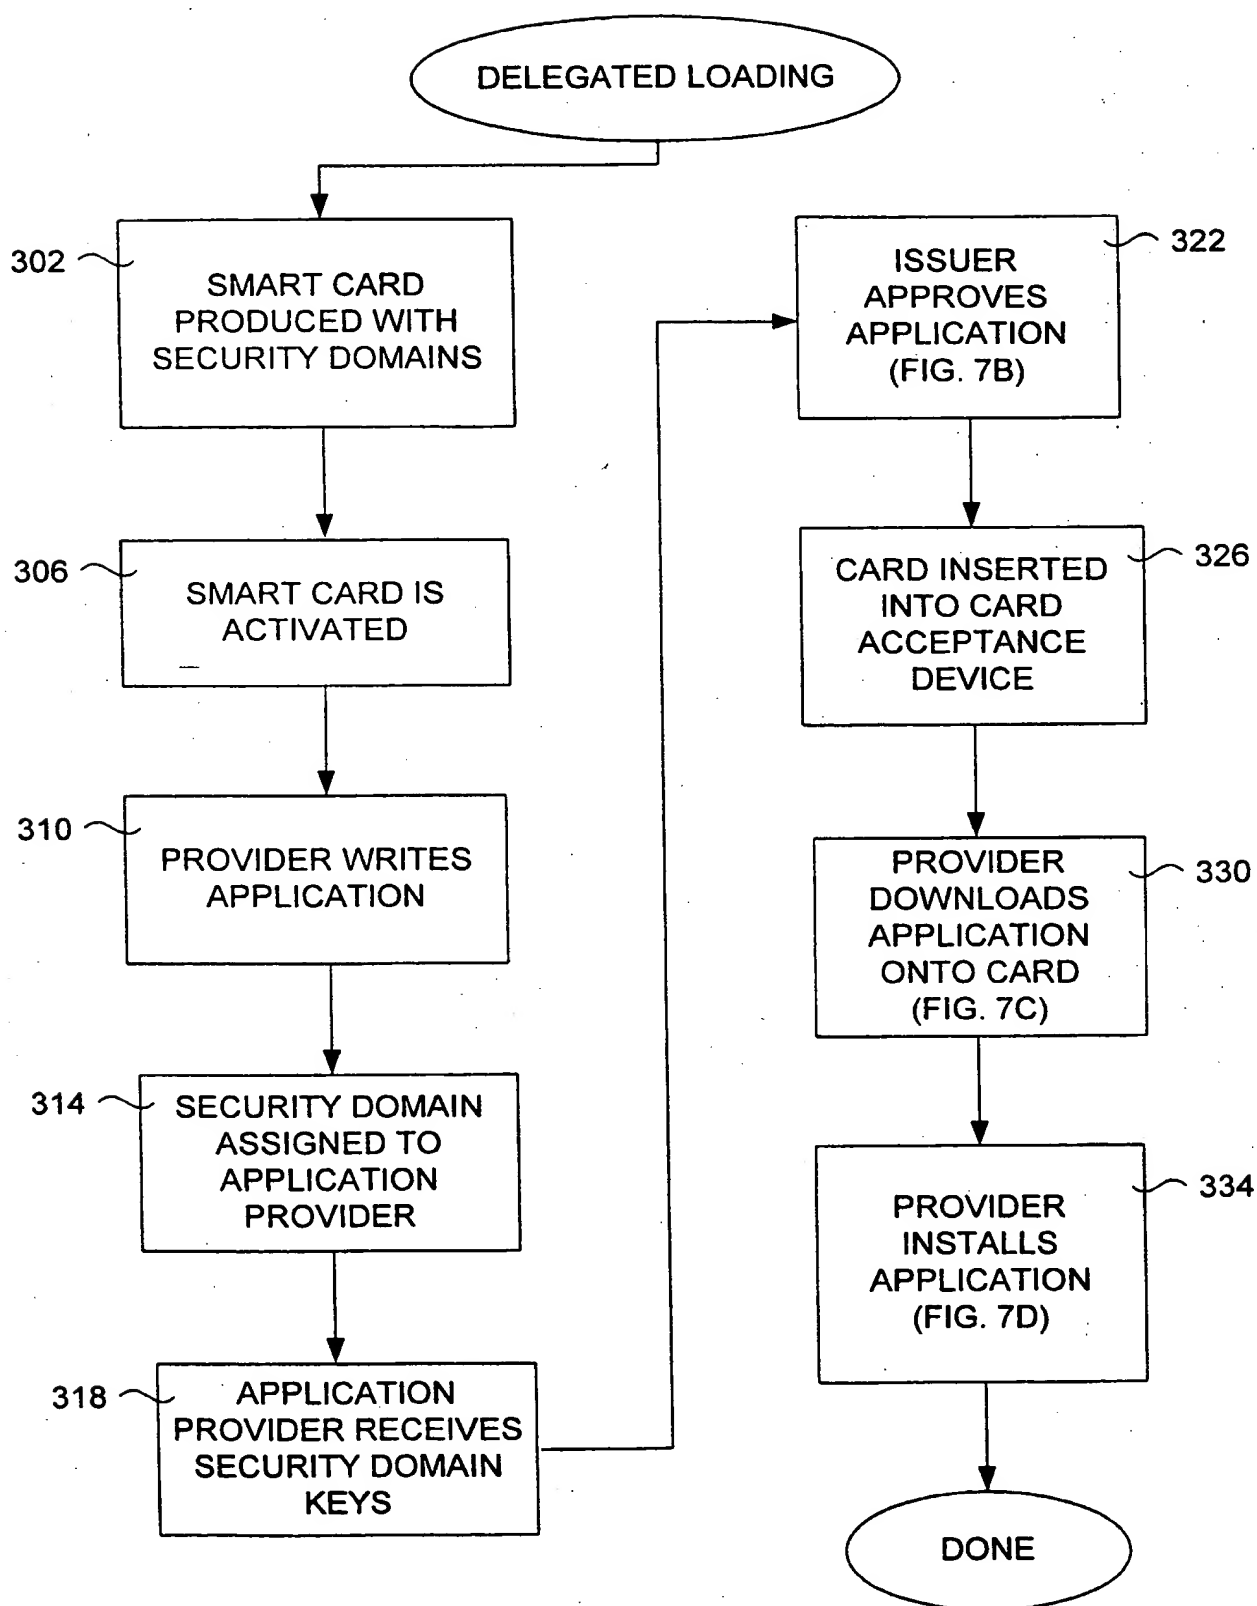 DELEGATED LOADING
302
SMART CARD
PRODUCED WITH
SECURITY DOMAINS
306
SMART CARD IS
ACTIVATED
310
PROVIDER WRITES
APPLICATION
314
SECURITY DOMAIN
ASSIGNED TO
APPLICATION
PROVIDER
318
APPLICATION
PROVIDER RECEIVES
SECURITY DOMAIN
KEYS
322
ISSUER
APPROVES
APPLICATION
(FIG. 7B)
326
CARD INSERTED
INTO CARD
ACCEPTANCE
DEVICE
330
PROVIDER
DOWNLOADS
APPLICATION
ONTO CARD
(FIG. 7C)
334
PROVIDER
INSTALLS
APPLICATION
(FIG. 7D)
DONE